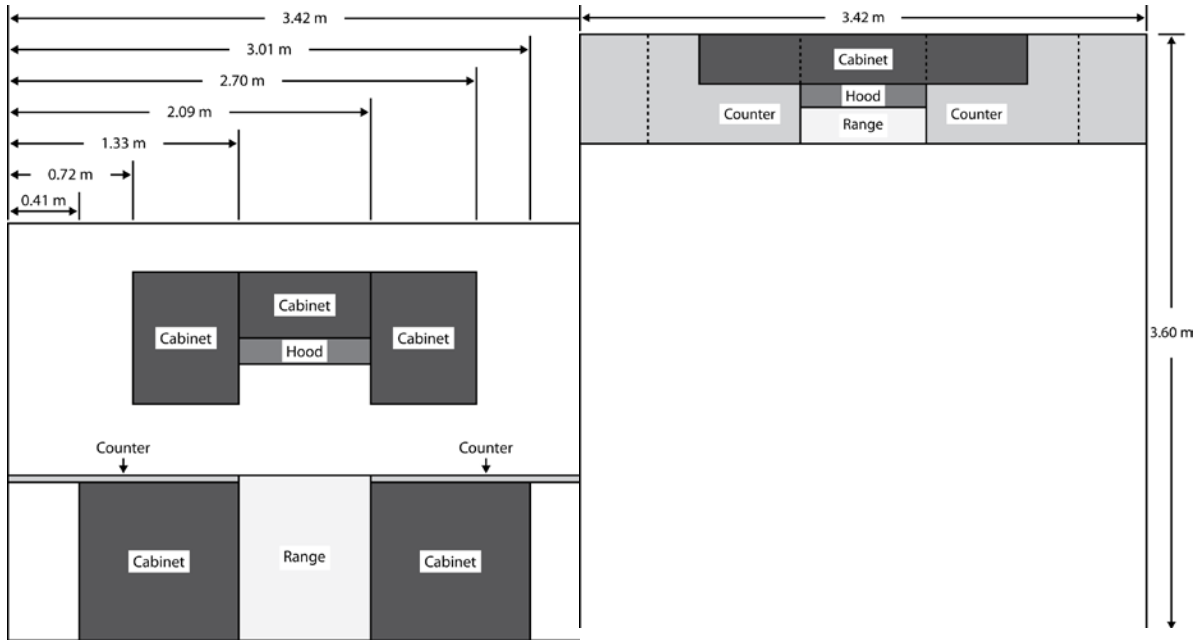 3.42 m
3.01 m
2.70 m
2.09 m
1.33 m
0.72 m
0.41 m
Cabinet
Cabinet
Cabinet
Hood
Counter
Counter
Cabinet
Range
Cabinet
3.42 m
Cabinet
Hood
Counter
Range
Counter
3.60 m